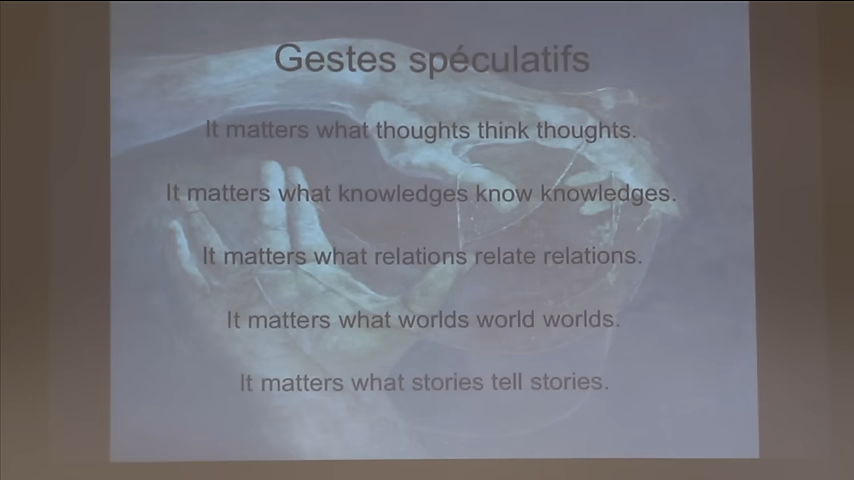 Gestes spéculatifs
It matters what thoughts think thoughts.
It matters what knowledges know knowledges.
It matters what relations relate relations.
It matters what worlds world worlds.
It matters what stories tell stories.